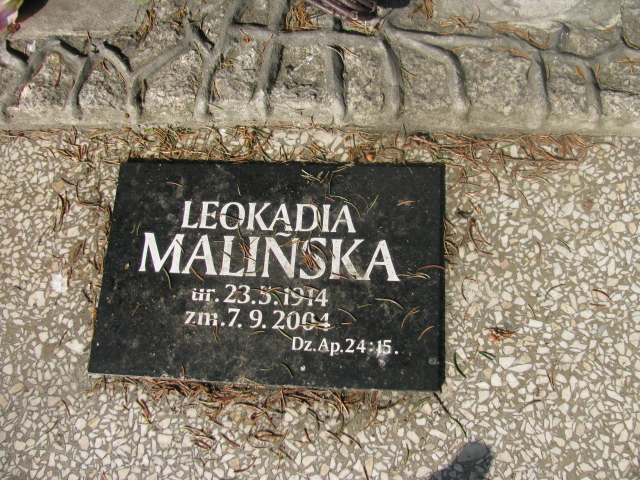 LEOKADIA
MALIŃSKA
ur. 23.5.1914
zm. 7. 9. 2004
Dz.Ap. 24:15.